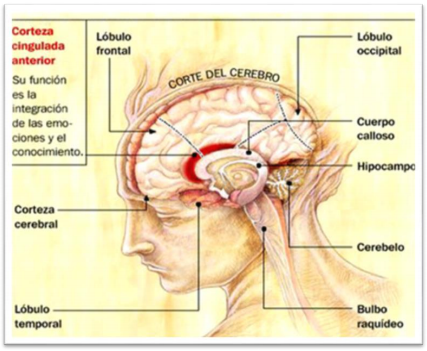 Corteza
cingulada
anterior
Su función
es la
integración
de las emo-
ciones y el
conocimiento.
Lóbulo
frontal
CORTE DEL CEREBRO
Lóbulo
occipital
Cuerpo
calloso
Hipocampo
Corteza
cerebral
Cerebelo
Lóbulo
temporal
Bulbo
raquídeo